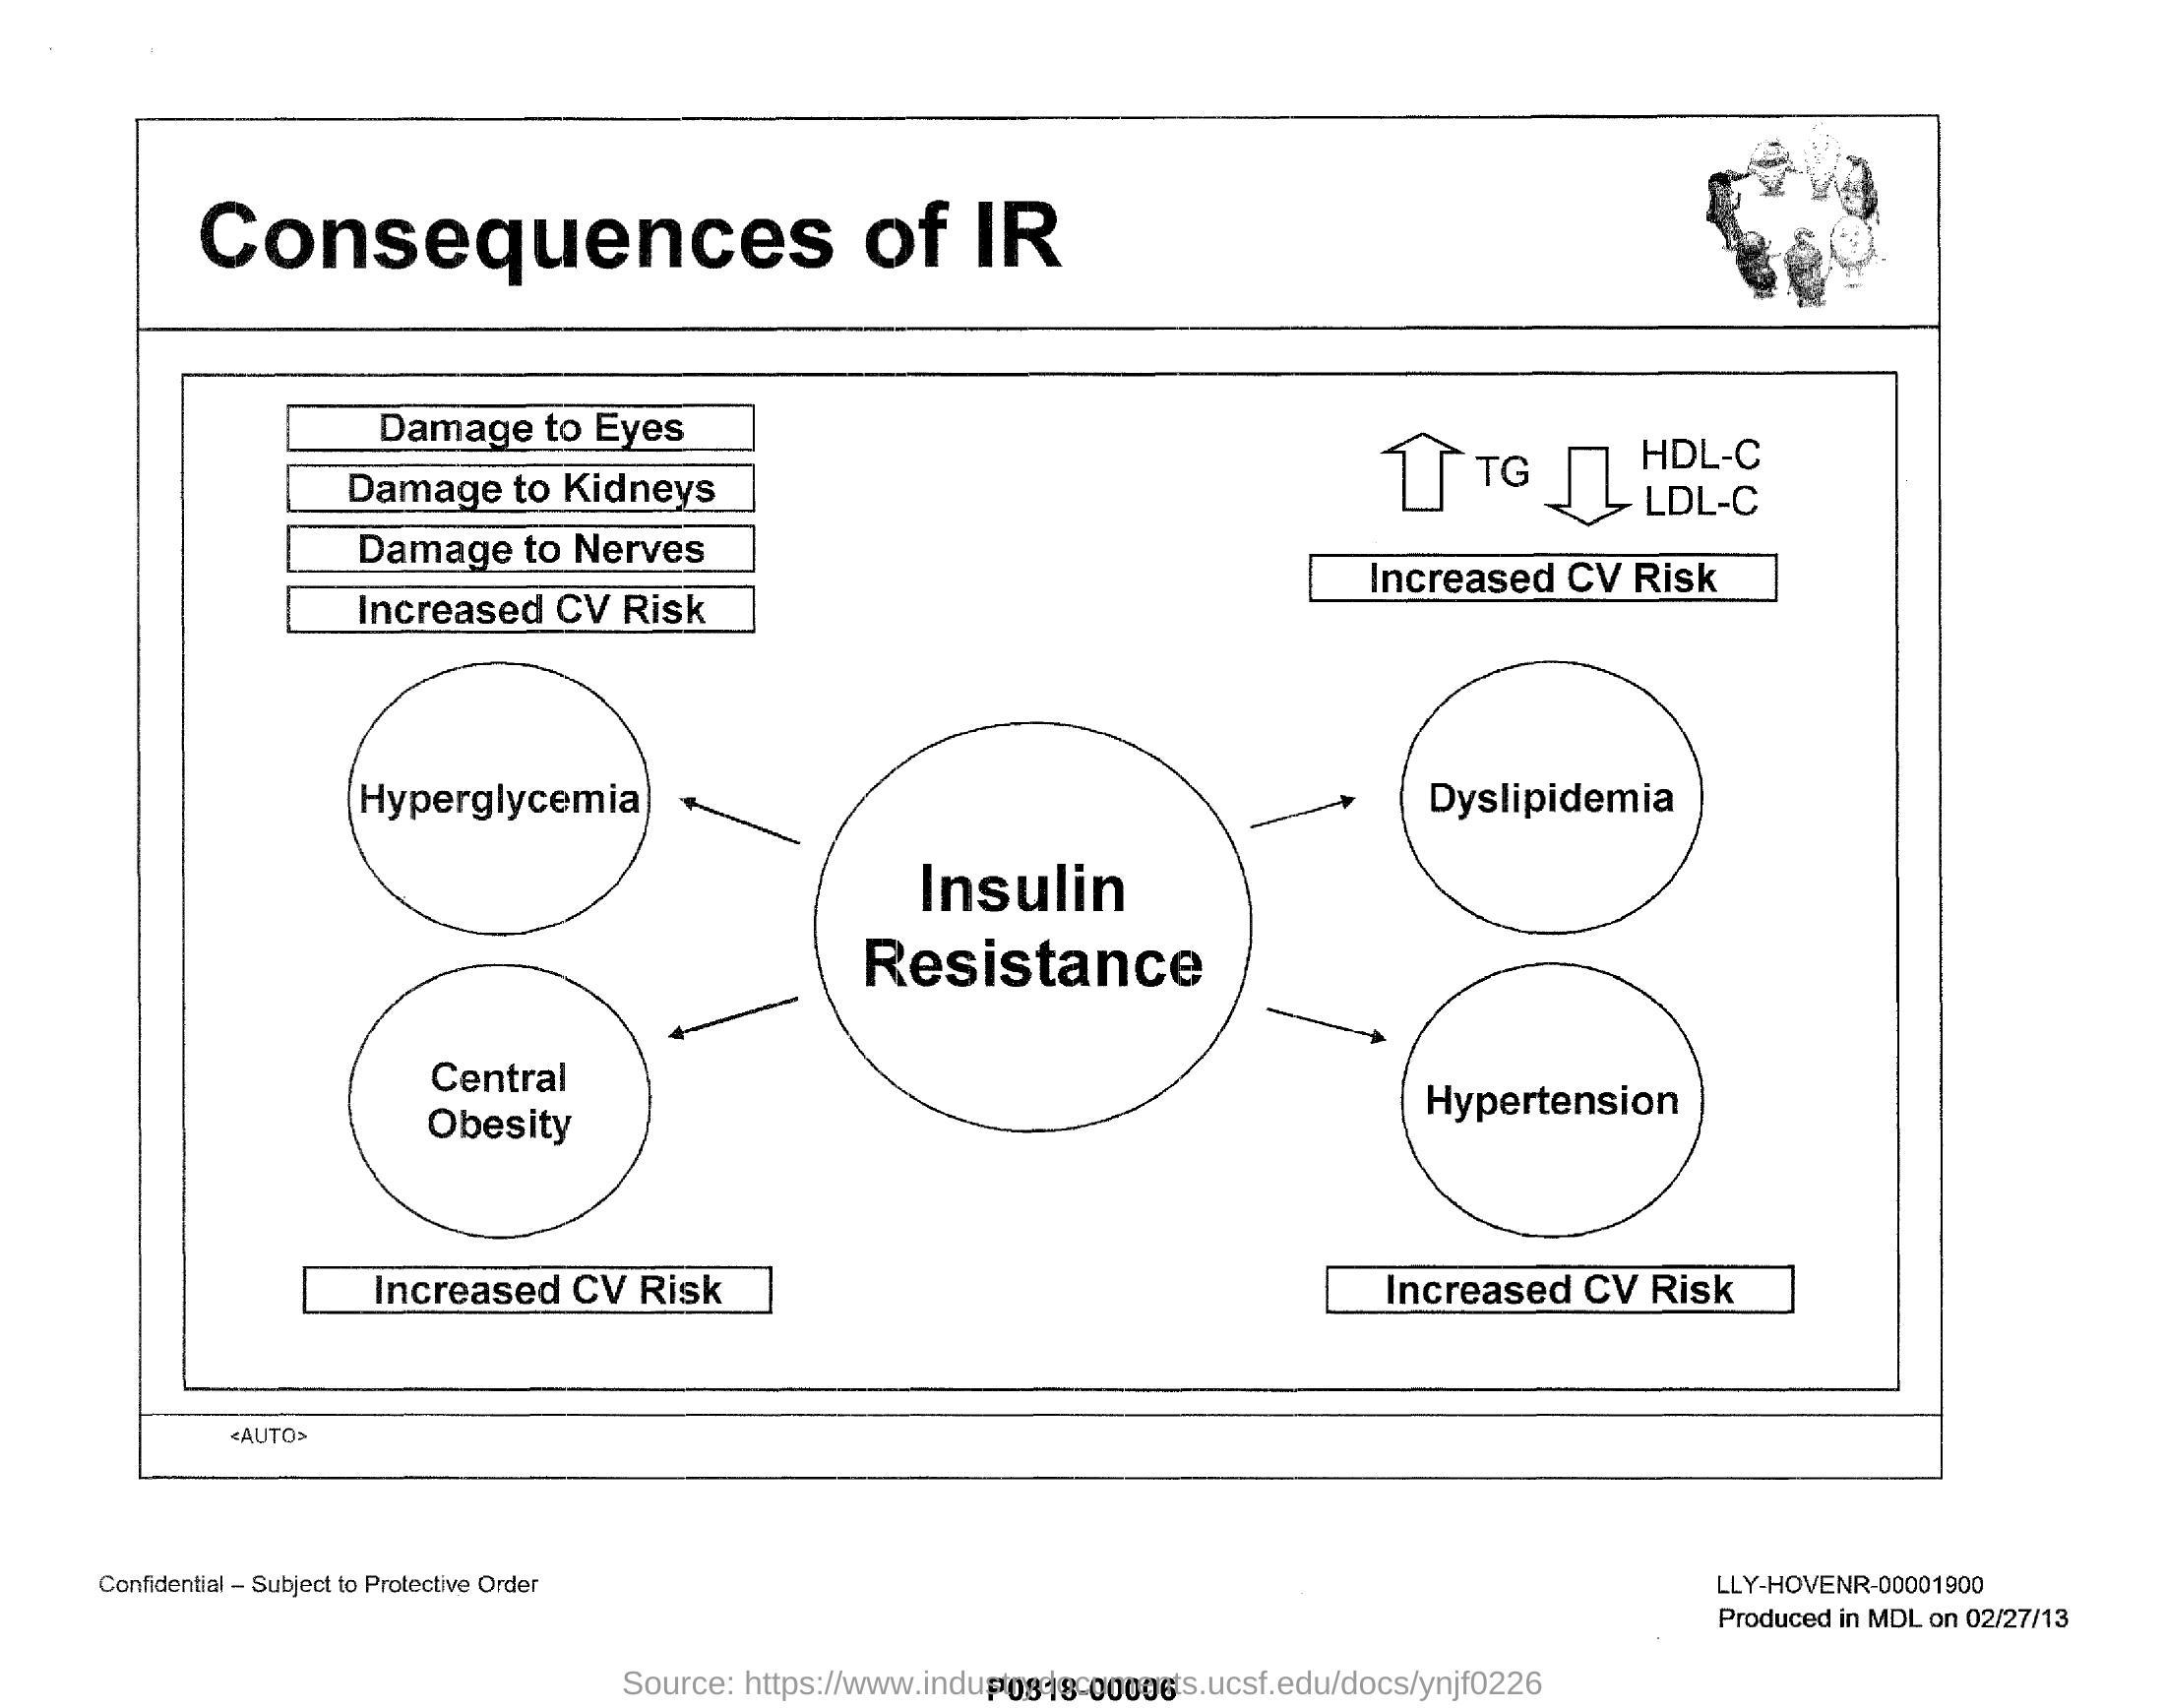 Consequences of IR
Damage to Eyes
Damage to Kidneys
Damage to Nerves
Increased CV Risk
TG
HDL-C
LDL-C
Increased CV Risk
Hyperglycemia
Dyslipidemia
Insulin
Resistance
Central
Obesity
Hypertension
Increased CV Risk
Increased CV Risk
<AUTO>
Confidential – Subject to Protective Order
LLY-HOVENR-00001900
Produced in MDL on 02/27/13
Source: https://www.industrydocuments.ucsf.edu/docs/ynjf0226
P0818-00006